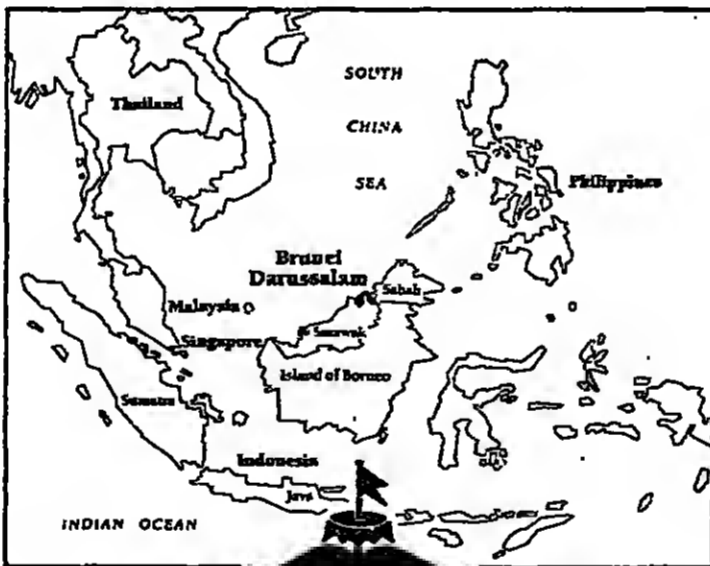 SOUTH
Thailand
CHINA
SEA
Philippines
Brunei
Darussalam
Sabah
Malaysia
Sarawak
Singapore
Island of Borneo
Sumatra
Indonesia
Java
INDIAN OCEAN